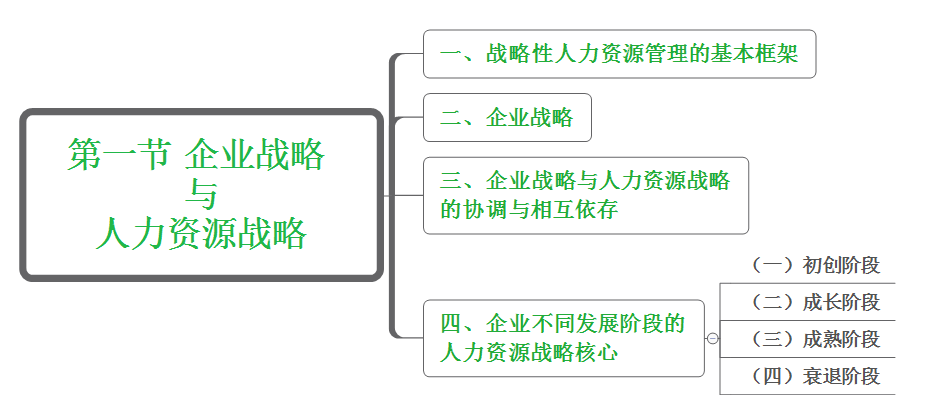 第一节 企业战略
与
人力资源战略
一、战略性人力资源管理的基本框架
二、企业战略
三、企业战略与人力资源战略
的协调与相互依存
四、企业不同发展阶段的
人力资源战略核心
（一）初创阶段
（二）成长阶段
（三）成熟阶段
（四）衰退阶段